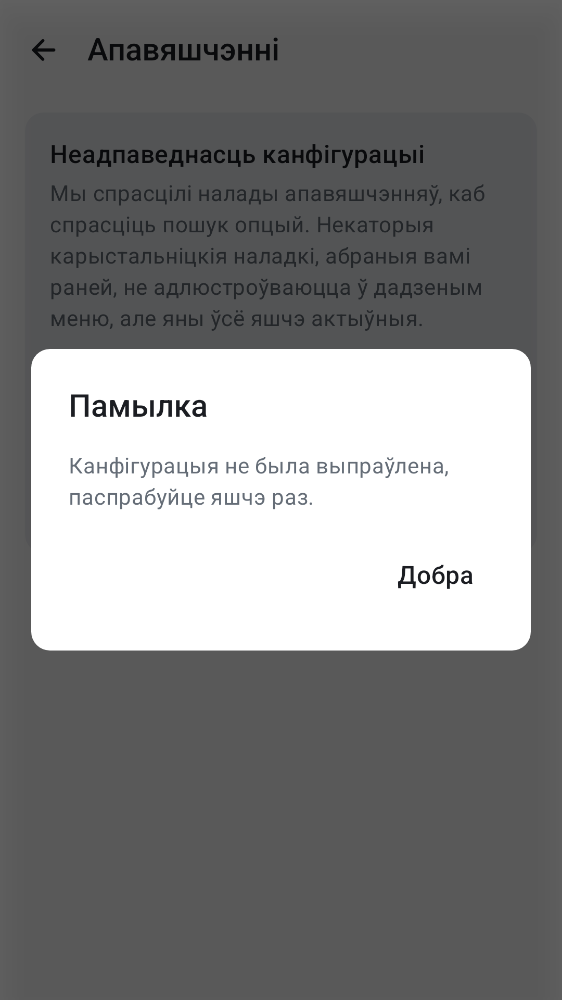 Апавяшчэнні
Неадпаведнасць канфігурацыі
Мы спрасцілі налады апавяшчэнняў, каб
спрасціць пошук опцый. Некаторыя
карыстальніцкія наладкі, абраныя вамі
раней, не адлюстроўваюцца ў дадзеным
меню, але яны ўсё яшчэ актыўныя.
Памылка
Канфігурацыя не была выпраўлена,
паспрабуйце яшчэ раз.
Добра